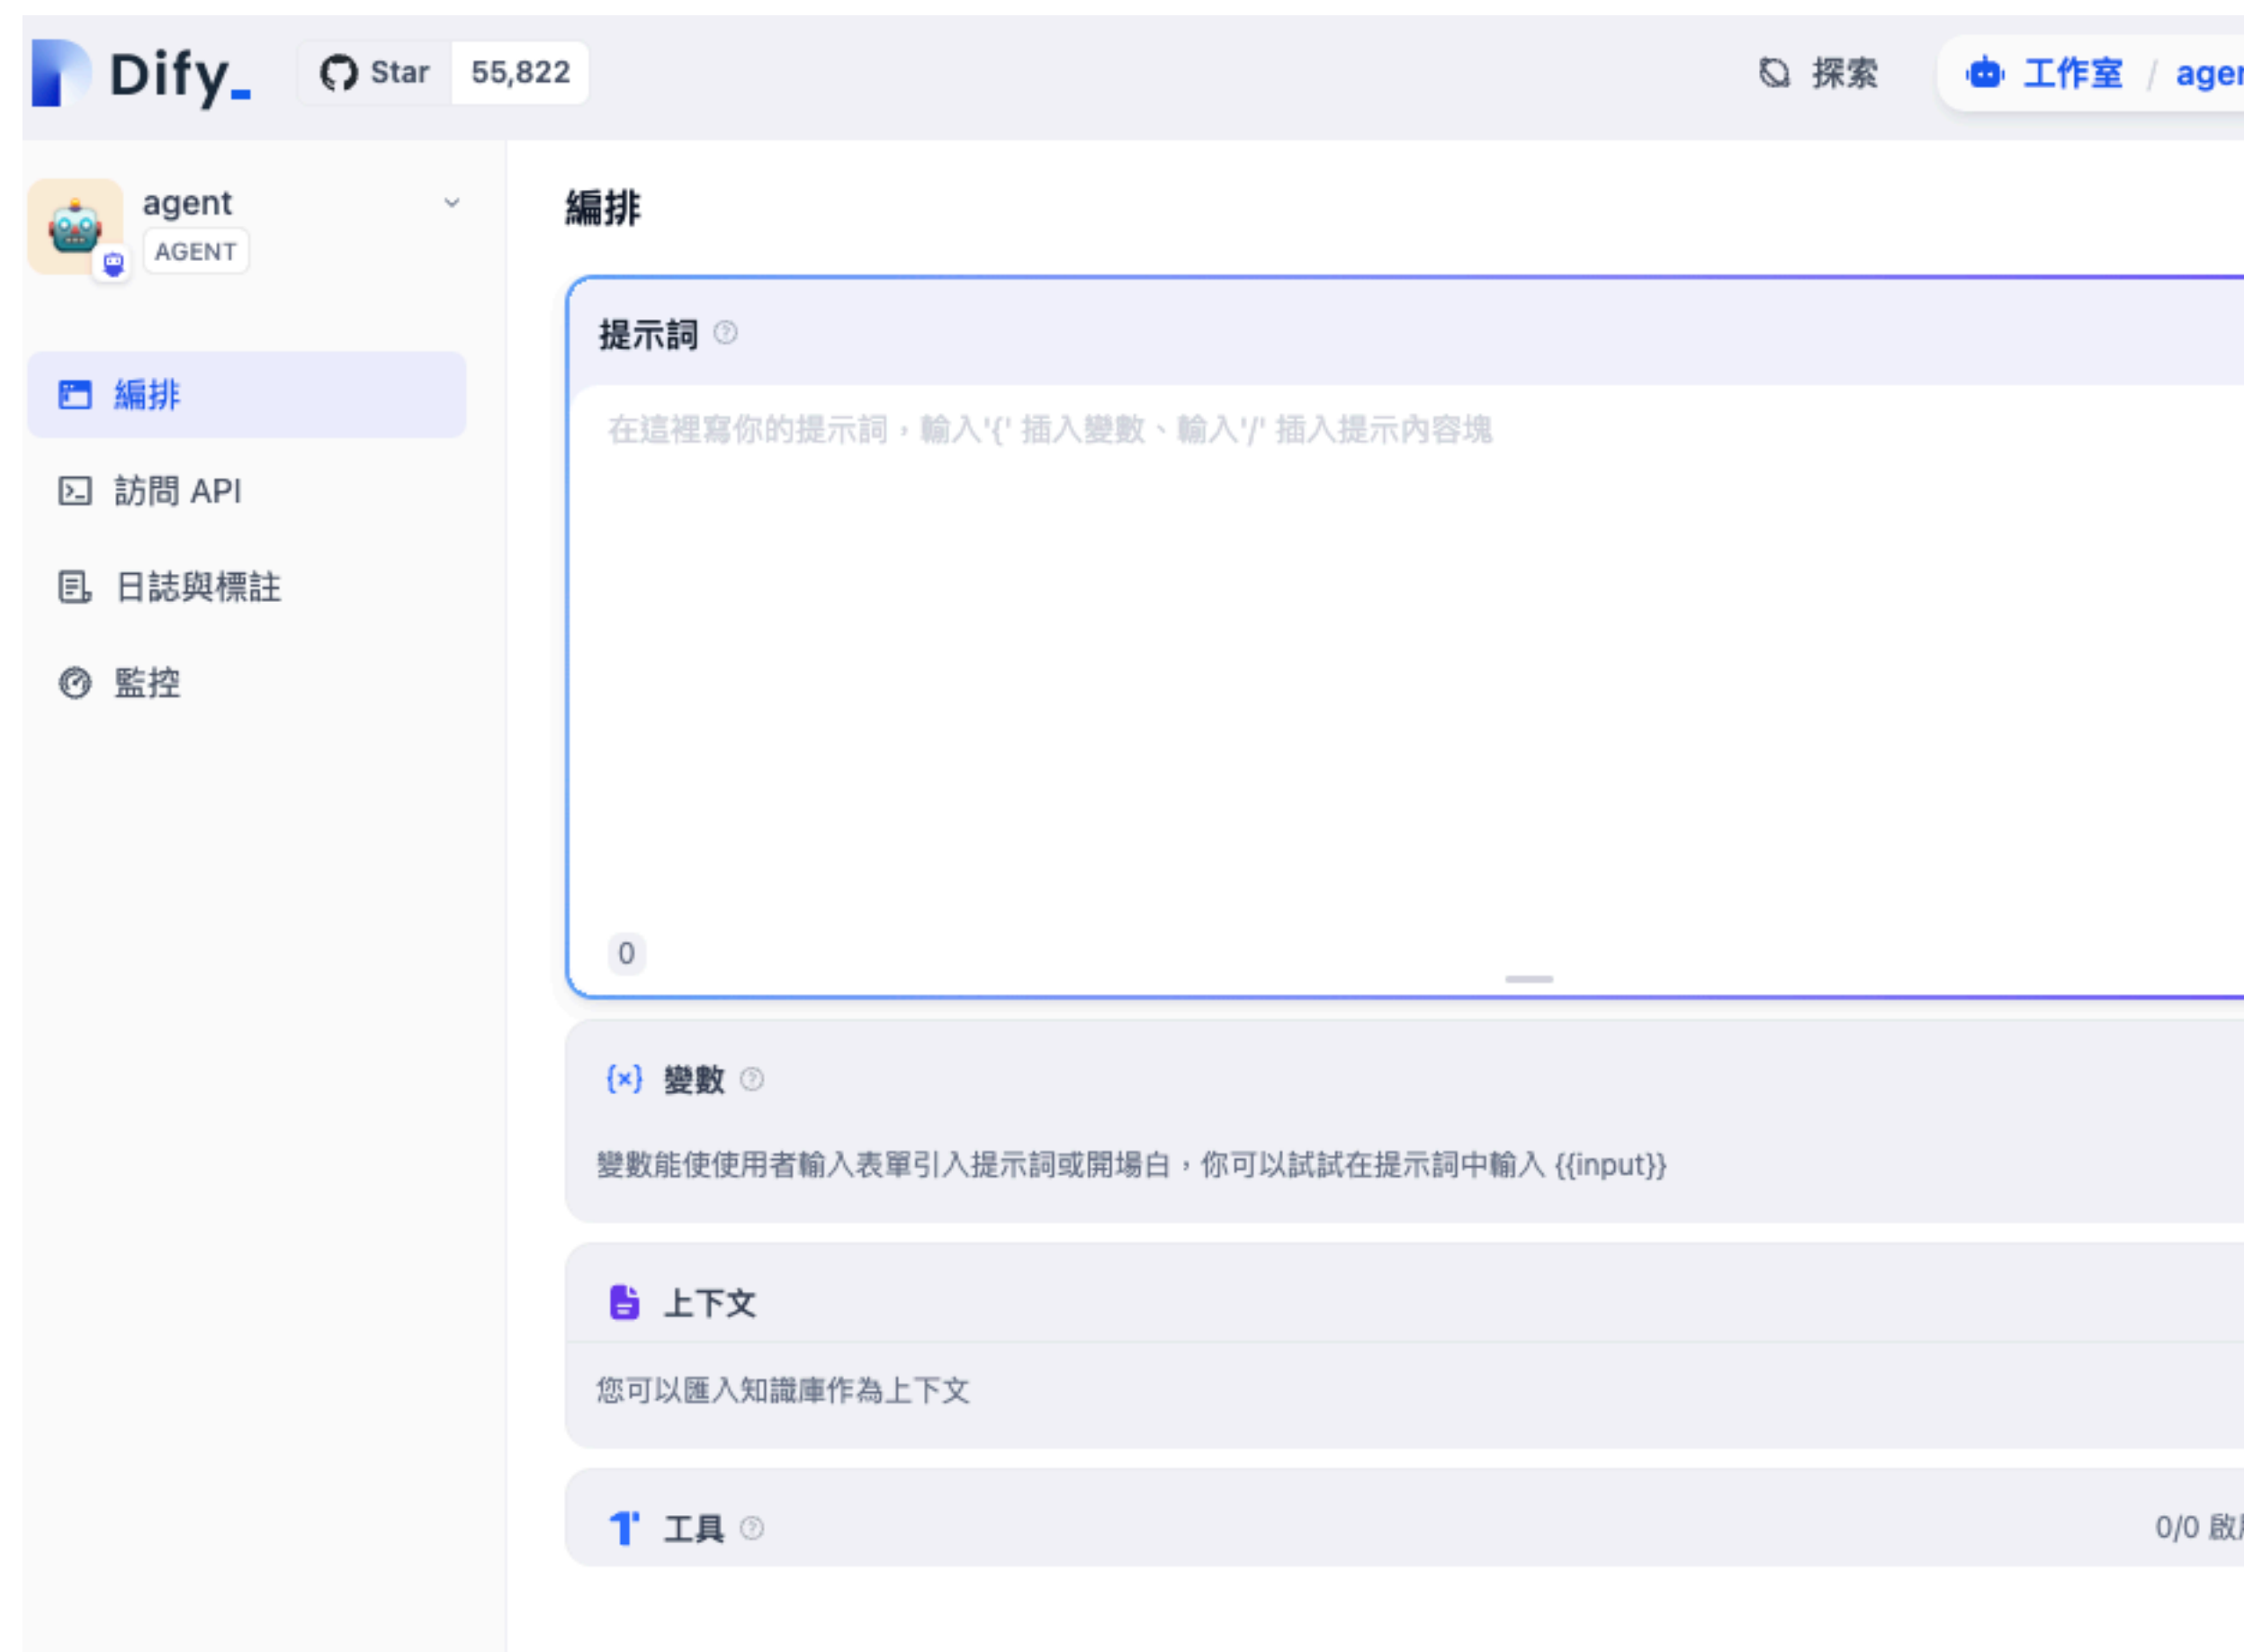 Dify_
Star 55,822
探索
工作室 / agen
agent
AGENT
編排
訪問 API
日誌與標註
監控
編排
提示詞
在這裡寫你的提示詞，輸入'{' 插入變數、輸入'/' 插入提示內容塊
0
{x} 變數
變數能使使用者輸入表單引入提示詞或開場白，你可以試試在提示詞中輸入 {{input}}
上下文
您可以匯入知識庫作為上下文
工具
0/0 啟